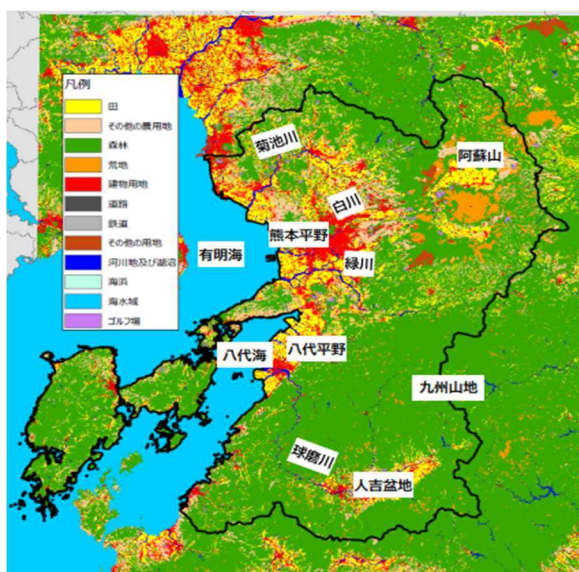 凡例
田
その他の農用地
森林
荒地
建物用地
道路
鉄道
その他の用地
河川地及び湖沼
海浜
海水域
ゴルフ場
菊池川
阿蘇山
白川
熊本平野
有明海
緑川
八代海
八代平野
九州山地
球磨川
人吉盆地